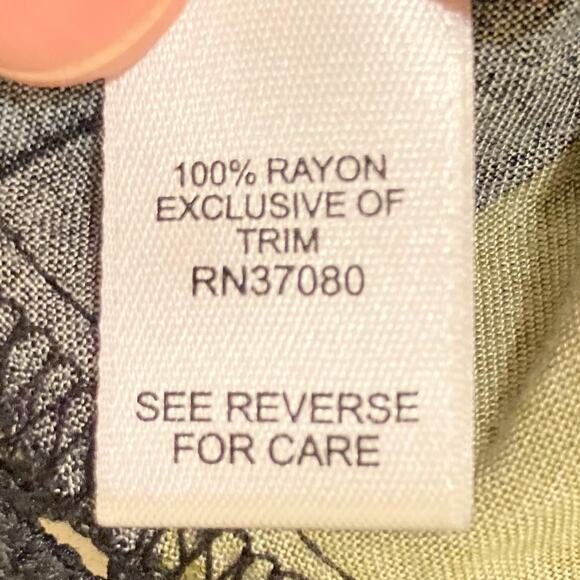 100% RAYON
EXCLUSIVE OF
TRIM
RN37080
SEE REVERSE
FOR CARE